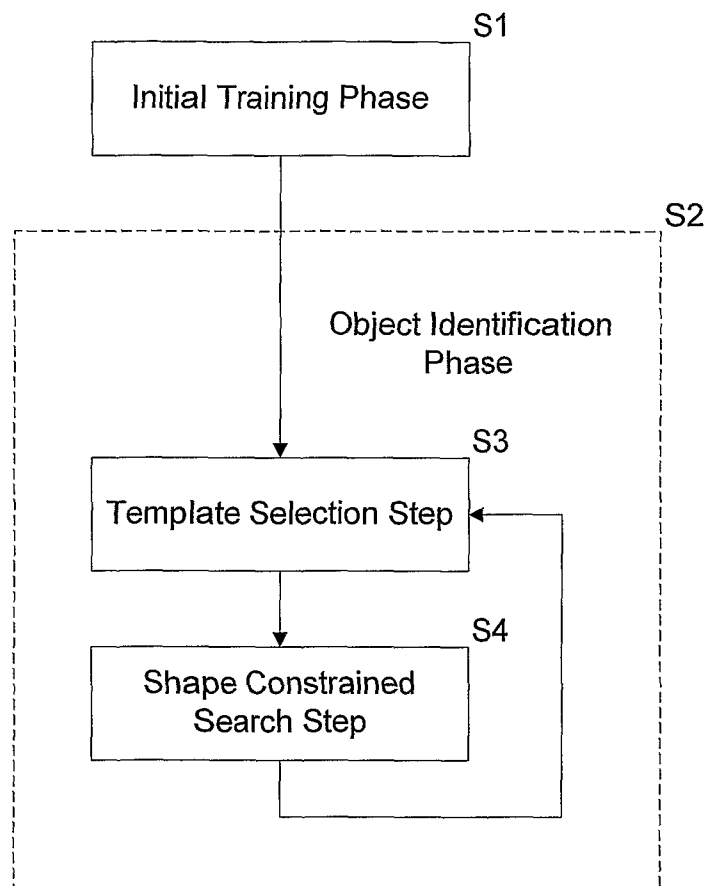 S1
Initial Training Phase
S2
Object Identification
Phase
S3
Template Selection Step
S4
Shape Constrained
Search Step